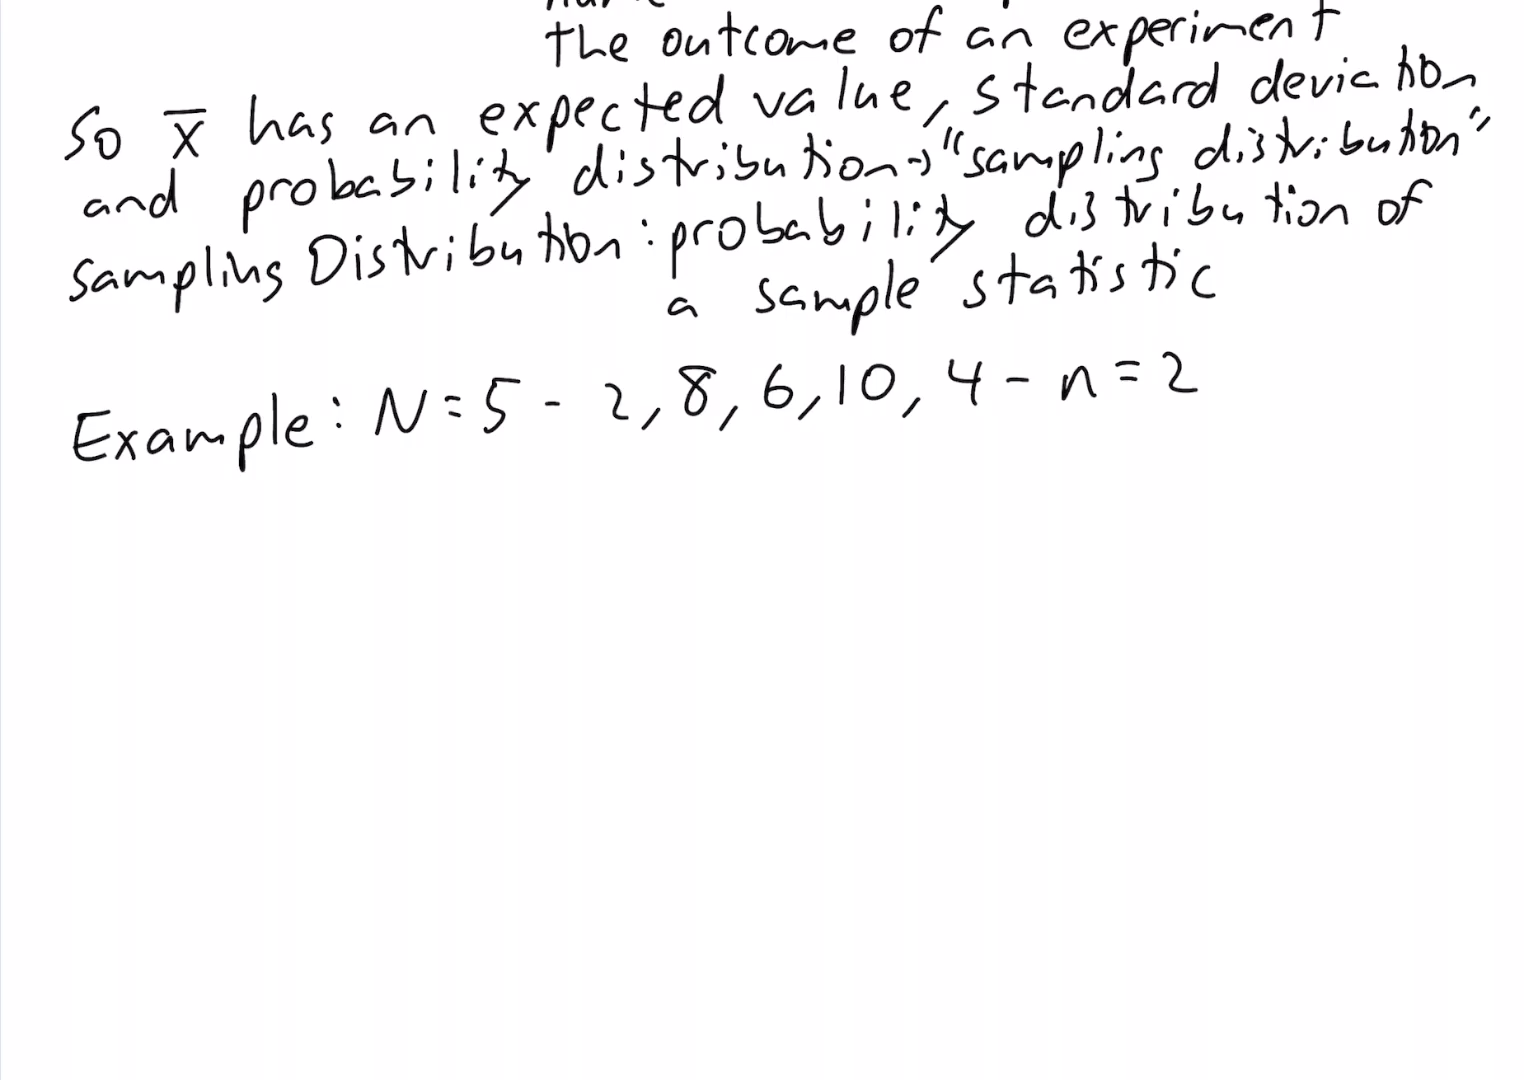 the outcome of an experiment
So x̅ has an expected value, standard deviation
and probability distribution → "sampling distribution"
Sampling Distribution: probability distribution of
a sample statistic
Example: N = 5 - 2, 8, 6, 10, 4 - n = 2